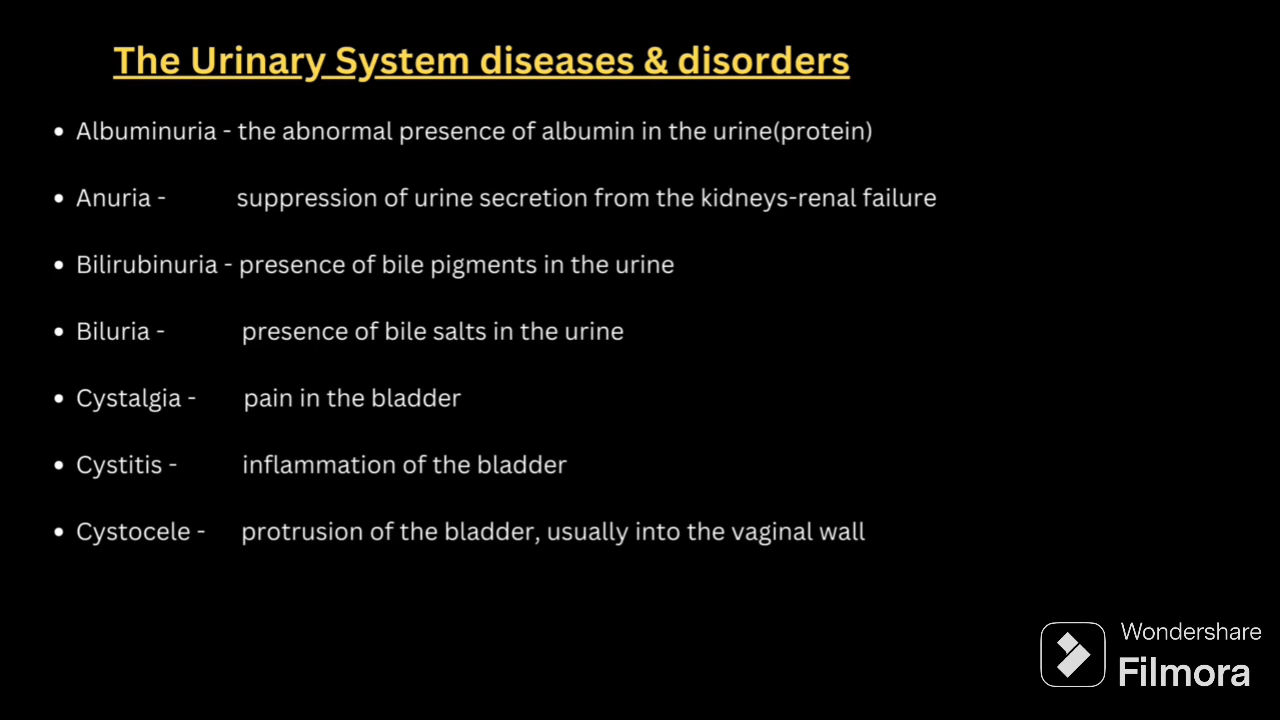 The Urinary System diseases & disorders
• Albuminuria - the abnormal presence of albumin in the urine(protein)
• Anuria - suppression of urine secretion from the kidneys-renal failure
• Bilirubinuria - presence of bile pigments in the urine
• Biluria - presence of bile salts in the urine
• Cystalgia - pain in the bladder
• Cystitis - inflammation of the bladder
• Cystocele - protrusion of the bladder, usually into the vaginal wall
Wondershare
Filmora